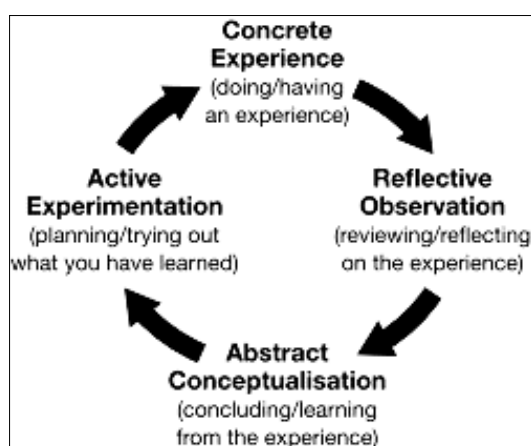 Concrete
Experience
(doing/having
an experience)
Active
Experimentation
(planning/trying out
what you have learned)
Reflective
Observation
(reviewing/reflecting
on the experience)
Abstract
Conceptualisation
(concluding/learning
from the experience)